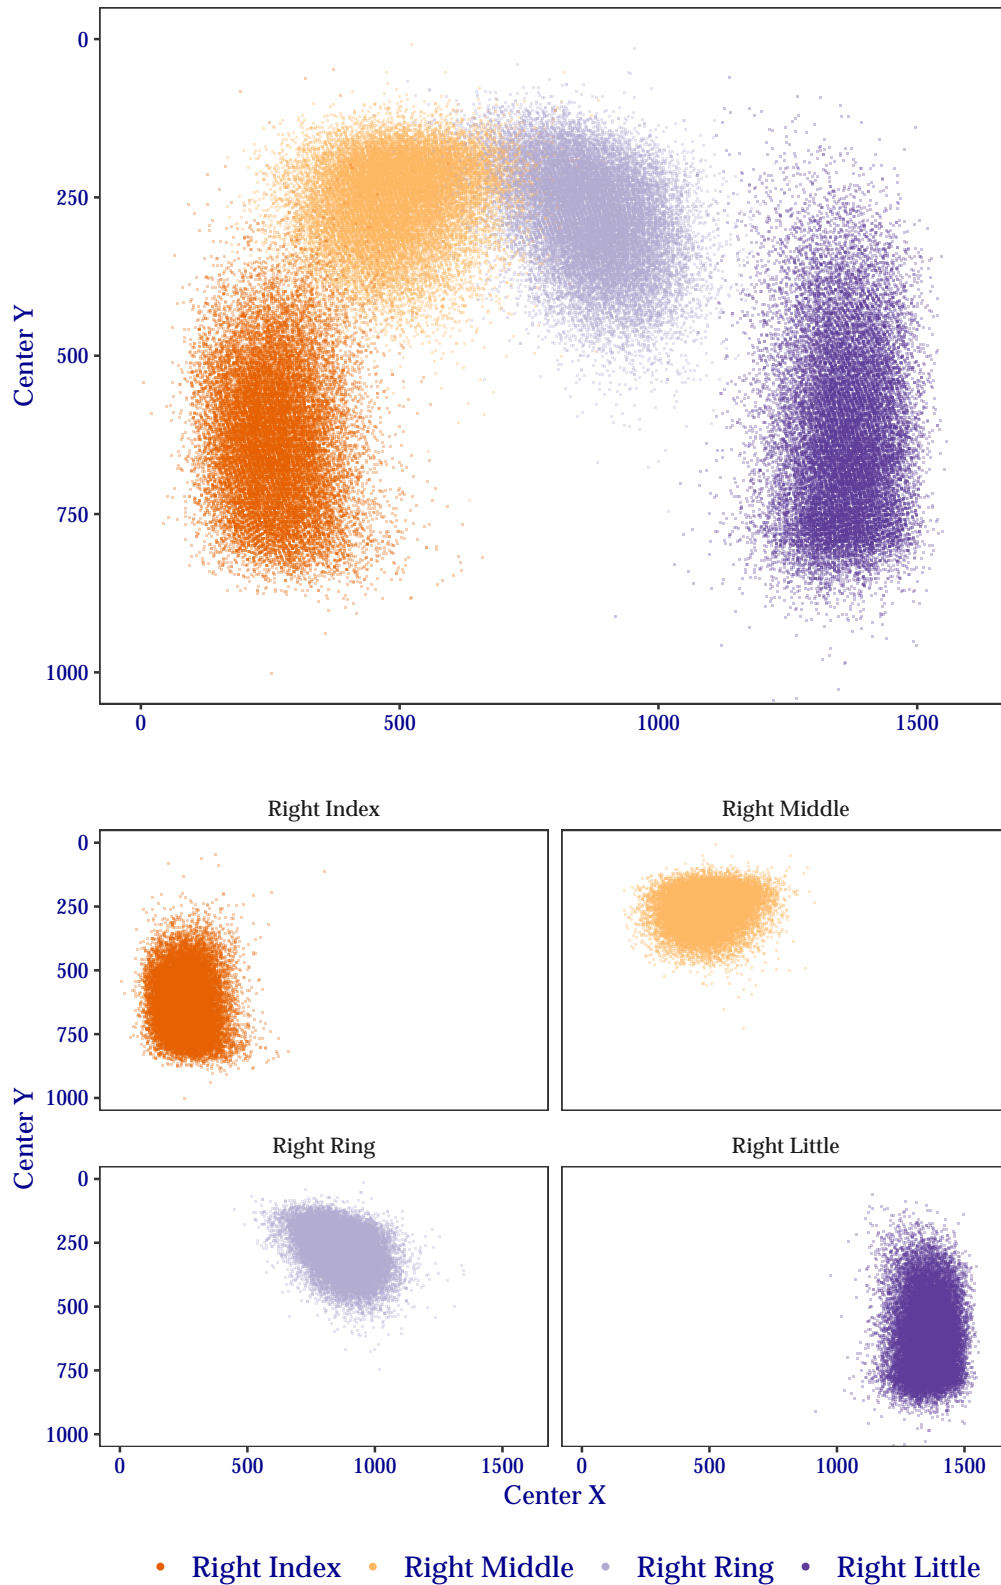 0
250
500
750
1000
Center Y
0 500 1000 1500
Right Index Right Middle
0
250
500
750
1000
Center Y
Right Ring Right Little
0
250
500
750
1000
0 500 1000 1500 0 500 1000 1500
Center X
Right Index Right Middle Right Ring Right Little